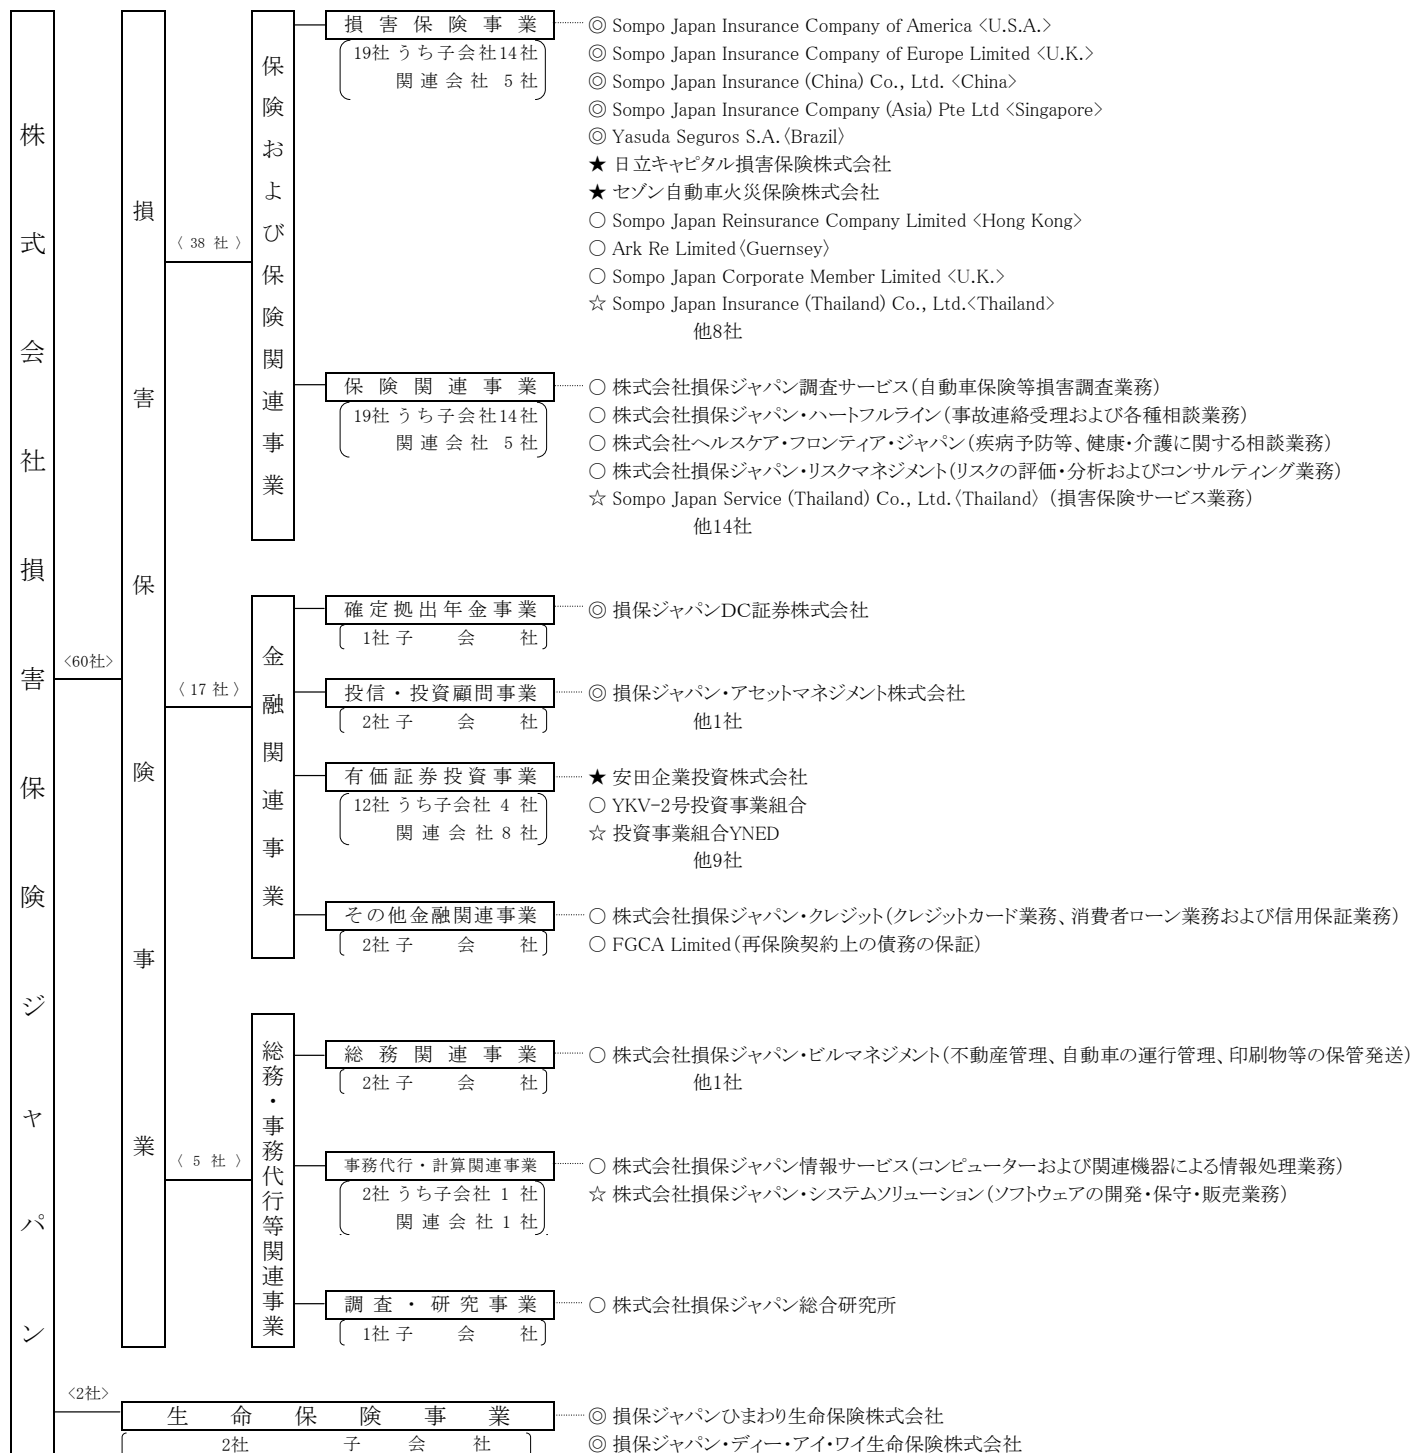 株式会社損害保険ジャパン
<60社>
損害保険事業
〈 38 社 〉
保険および保険関連事業
損害保険事業
19社 うち子会社14社
関連会社 5社
◎ Sompo Japan Insurance Company of America <U.S.A.>
◎ Sompo Japan Insurance Company of Europe Limited <U.K.>
◎ Sompo Japan Insurance (China) Co., Ltd. <China>
◎ Sompo Japan Insurance Company (Asia) Pte Ltd <Singapore>
◎ Yasuda Seguros S.A.〈Brazil〉
★ 日立キャピタル損害保険株式会社
★ セゾン自動車火災保険株式会社
○ Sompo Japan Reinsurance Company Limited <Hong Kong>
○ Ark Re Limited〈Guernsey〉
○ Sompo Japan Corporate Member Limited <U.K.>
☆ Sompo Japan Insurance (Thailand) Co., Ltd.<Thailand>
他8社
保険関連事業
19社 うち子会社14社
関連会社 5社
○ 株式会社損保ジャパン調査サービス(自動車保険等損害調査業務)
○ 株式会社損保ジャパン・ハートフルライン(事故連絡受理および各種相談業務)
○ 株式会社ヘルスケア・フロンティア・ジャパン(疾病予防等、健康・介護に関する相談業務)
○ 株式会社損保ジャパン・リスクマネジメント(リスクの評価・分析およびコンサルティング業務)
☆ Sompo Japan Service (Thailand) Co., Ltd.〈Thailand〉 (損害保険サービス業務)
他14社
〈 17 社 〉
金融関連事業
確定拠出年金事業
1社 子会社
◎ 損保ジャパンDC証券株式会社
投信・投資顧問事業
2社 子会社
◎ 損保ジャパン・アセットマネジメント株式会社
他1社
有価証券投資事業
12社 うち子会社 4 社
関連会社 8 社
★ 安田企業投資株式会社
○ YKV-2号投資事業組合
☆ 投資事業組合YNED
他9社
その他金融関連事業
2社 子会社
○ 株式会社損保ジャパン・クレジット(クレジットカード業務、消費者ローン業務および信用保証業務)
○ FGCA Limited(再保険契約上の債務の保証)
〈 5 社 〉
総務・事務代行等関連事業
総務関連事業
2社 子会社
○ 株式会社損保ジャパン・ビルマネジメント(不動産管理、自動車の運行管理、印刷物等の保管発送)
他1社
事務代行・計算関連事業
2社 うち子会社 1 社
関連会社 1 社
○ 株式会社損保ジャパン情報サービス(コンピューターおよび関連機器による情報処理業務)
☆ 株式会社損保ジャパン・システムソリューション(ソフトウェアの開発・保守・販売業務)
調査・研究事業
1社 子会社
○ 株式会社損保ジャパン総合研究所
<2社>
生命保険事業
2社 子会社
◎ 損保ジャパンひまわり生命保険株式会社
◎ 損保ジャパン・ディー・アイ・ワイ生命保険株式会社